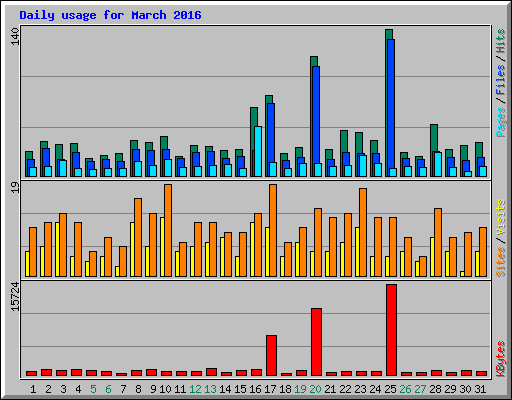 Daily usage for March 2016
140
Pages / Files / Hits
19
Sites / Visits
15724
KBytes
1 2 3 4 5 6 7 8 9 10 11 12 13 14 15 16 17 18 19 20 21 22 23 24 25 26 27 28 29 30 31